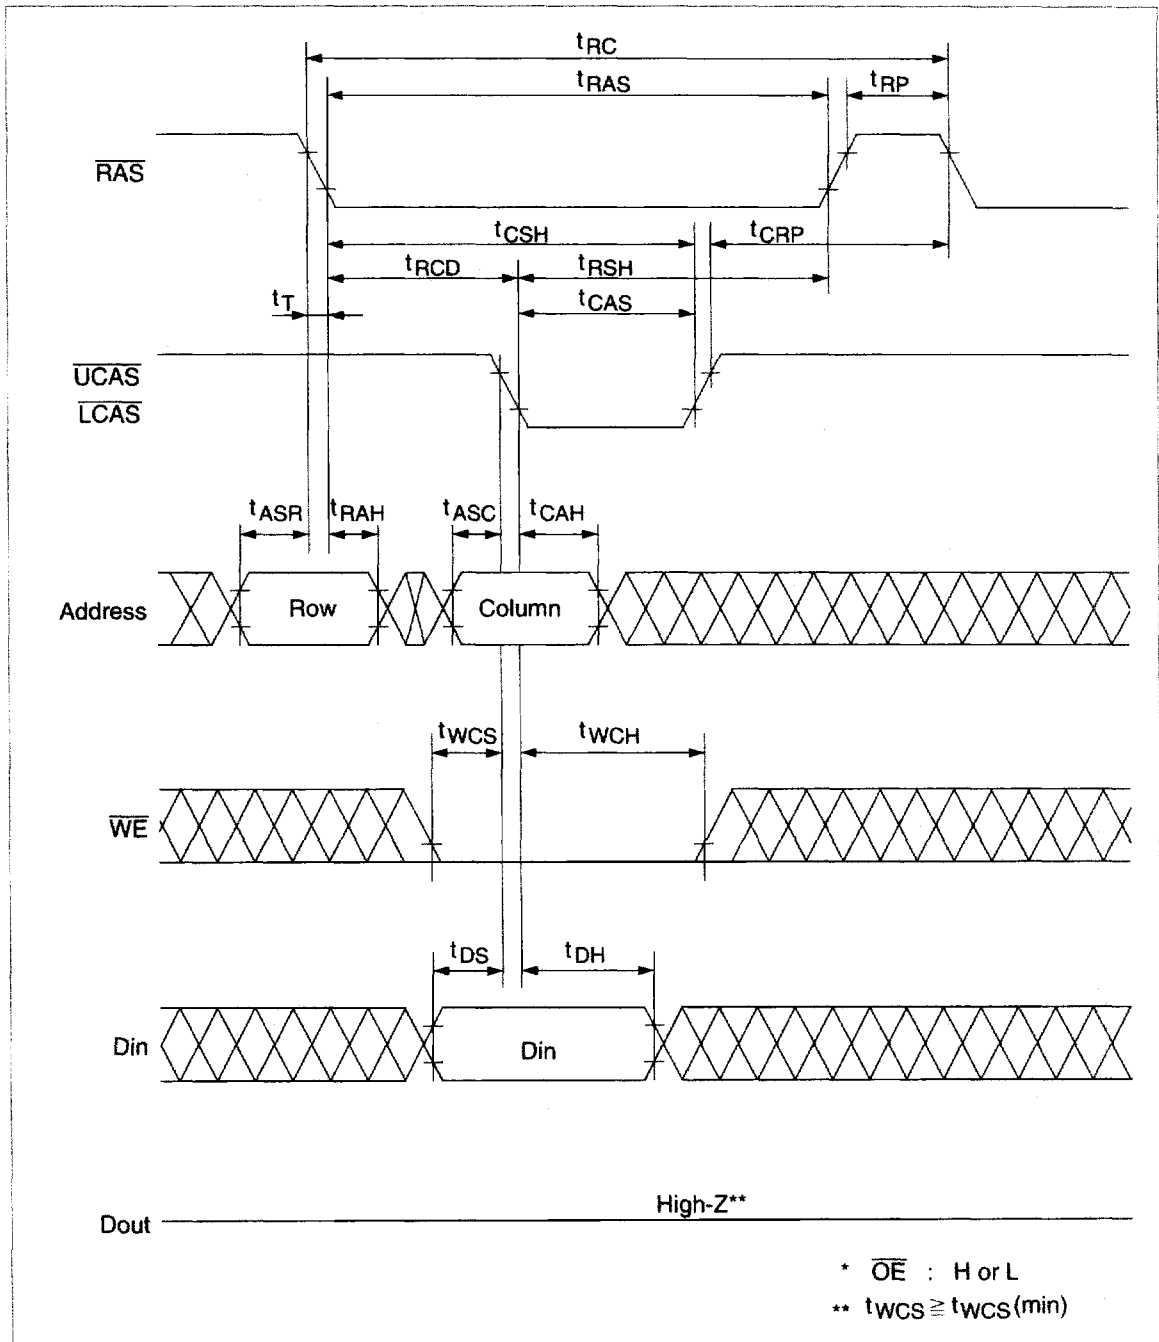 tRC
tRAS
tRP
RAS
tCSH
tCRP
tRCD
tRSH
tT
tCAS
UCAS
LCAS
tASR
tRAH
tASC
tCAH
Address
Row
Column
tWCS
tWCH
WE
tDS
tDH
Din
Din
High-Z**
Dout
* OE : H or L
** tWCS ≧ tWCS(min)